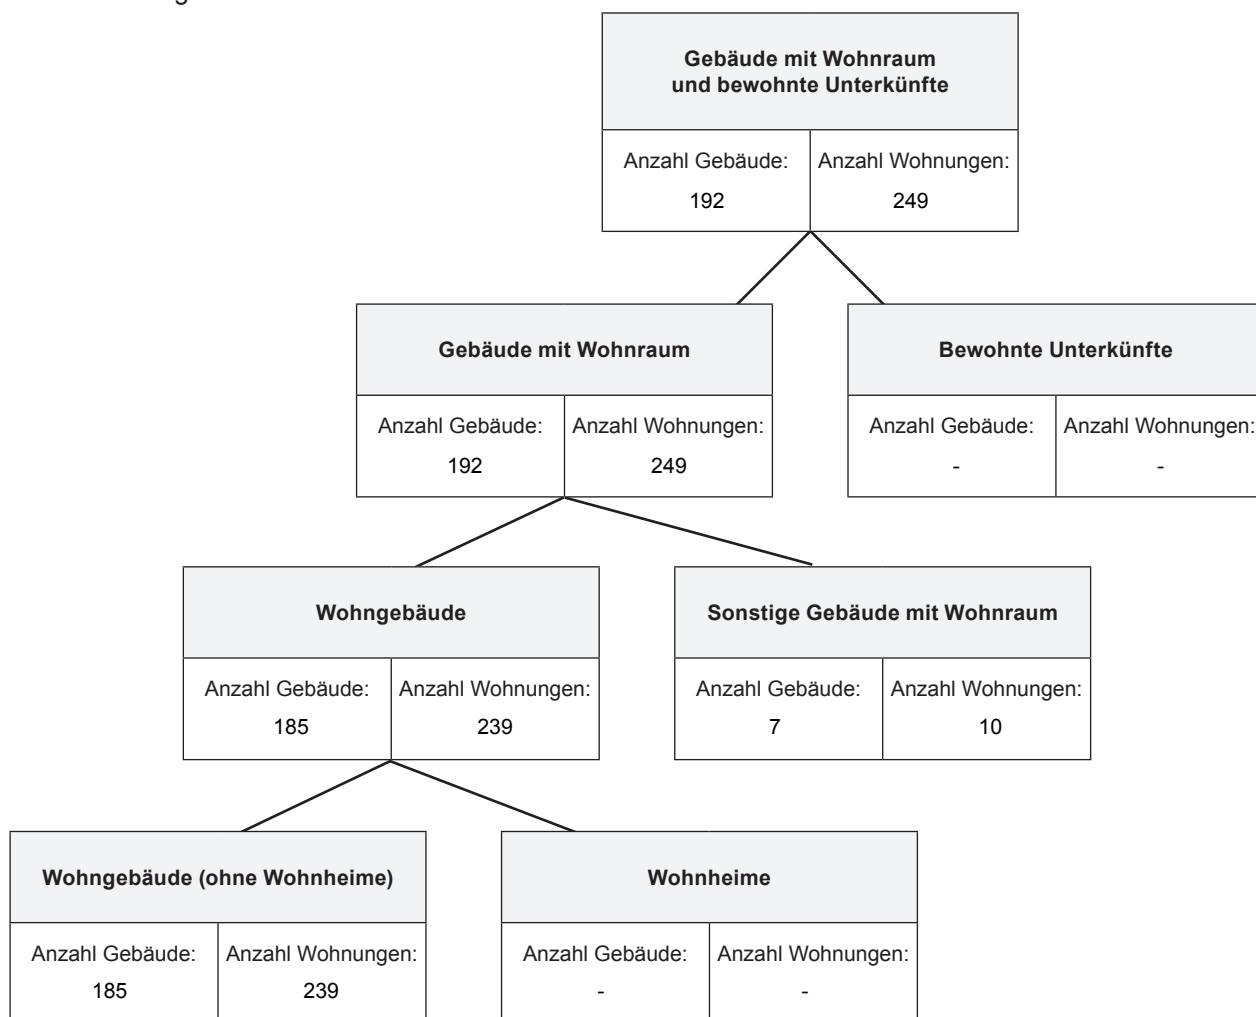 Gebäude mit Wohnraum
und bewohnte Unterkünfte
Anzahl Gebäude: Anzahl Wohnungen:
192 249
Gebäude mit Wohnraum Bewohnte Unterkünfte
Anzahl Gebäude: Anzahl Wohnungen: Anzahl Gebäude: Anzahl Wohnungen:
192 249 - -
Wohngebäude Sonstige Gebäude mit Wohnraum
Anzahl Gebäude: Anzahl Wohnungen: Anzahl Gebäude: Anzahl Wohnungen:
185 239 7 10
Wohngebäude (ohne Wohnheime) Wohnheime
Anzahl Gebäude: Anzahl Wohnungen: Anzahl Gebäude: Anzahl Wohnungen:
185 239 - -